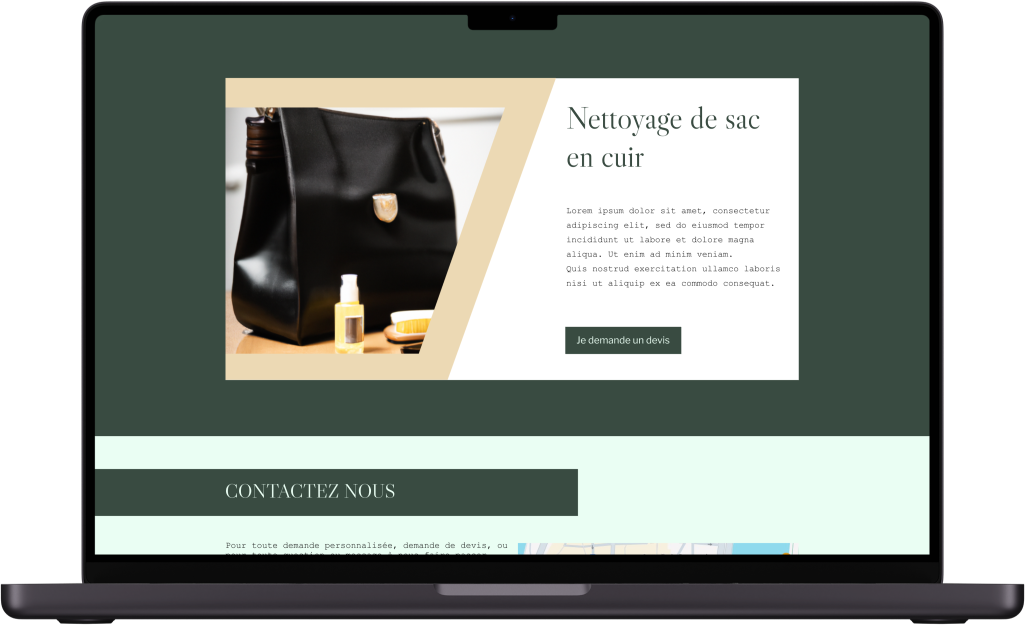 Nettoyage de sac
en cuir
Lorem ipsum dolor sit amet, consectetur
adipiscing elit, sed do eiusmod tempor
incididunt ut labore et dolore magna
aliqua. Ut enim ad minim veniam.
Quis nostrud exercitation ullamco laboris
nisi ut aliquip ex ea commodo consequat.
Je demande un devis
CONTACTEZ NOUS
Pour toute demande personnalisée, demande de devis, ou